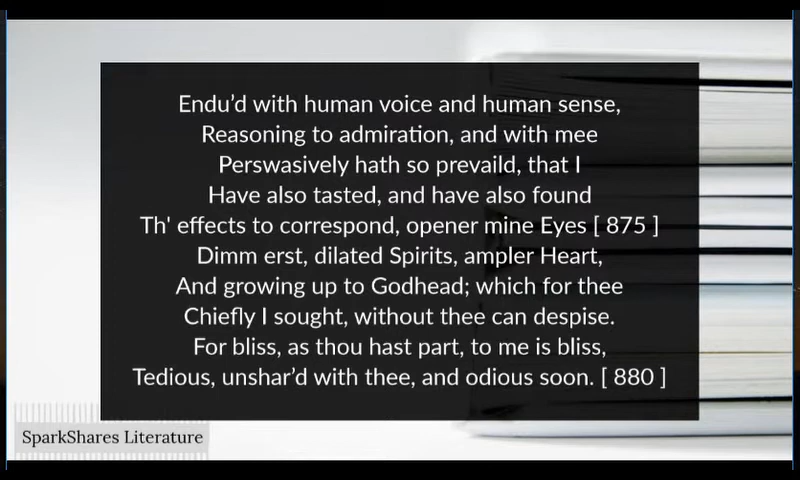 Endu’d with human voice and human sense,
Reasoning to admiration, and with mee
Perswasively hath so prevaild, that I
Have also tasted, and have also found
Th' effects to correspond, opener mine Eyes [ 875 ]
Dimm erst, dilated Spirits, ampler Heart,
And growing up to Godhead; which for thee
Chiefly I sought, without thee can despise.
For bliss, as thou hast part, to me is bliss,
Tedious, unshar’d with thee, and odious soon. [ 880 ]
SparkShares Literature